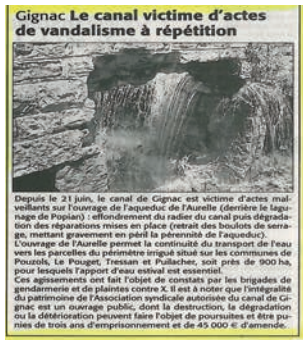 Gignac Le canal victime d'actes
de vandalisme à répétition
Depuis le 21 juin, le canal de Gignac est victime d'actes mal-
veillants sur l'ouvrage de l'aqueduc de l'Aurelle (derrière le lagu-
nage de Popian) : effondrement du radier du canal puis dégrada-
tion des réparations mises en place (retrait des boulots de serra-
ge, mettant gravement en péril la pérennité de l'aqueduc).
L'ouvrage de l'Aurelle permet la continuité du transport de l'eau
vers les parcelles du périmètre irrigué situé sur les communes de
Pouzols, Le Pouget, Tressan et Puilacher, soit près de 900 ha,
pour lesquels l'apport d'eau estival est essentiel.
Ces agissements ont fait l'objet de constats par les brigades de
gendarmerie et de plaintes contre X. Il est à noter que l'intégralité
du patrimoine de l'Association syndicale autorisée du canal de Gi-
gnac est un ouvrage public, dont la destruction, la dégradation
ou la détérioration peuvent faire l'objet de poursuites et être pu-
nies de trois ans d'emprisonnement et de 45 000 € d'amende.